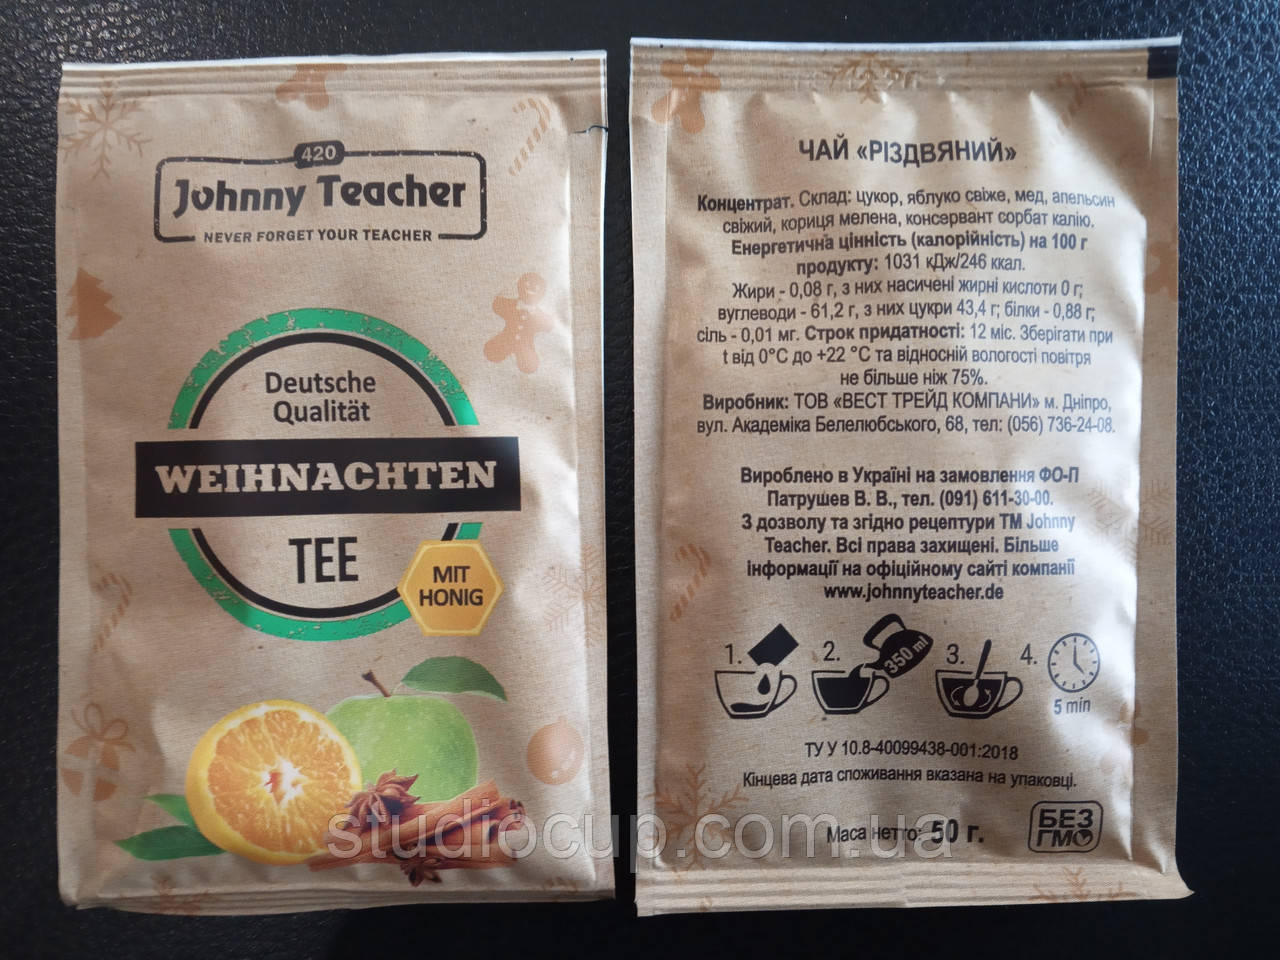 420
Johnny Teacher
NEVER FORGET YOUR TEACHER
Deutsche
Qualität
WEIHNACHTEN
TEE
MIT
HONIG
ЧАЙ «РІЗДВЯНИЙ»
Концентрат. Склад: цукор, яблуко свіже, мед, апельсин
свіжий, кориця мелена, консервант сорбат калію.
Енергетична цінність (калорійність) на 100 г
продукту: 1031 кДж/246 ккал.
Жири - 0,08 г, з них насичені жирні кислоти 0 г;
вуглеводи - 61,2 г, з них цукри 43,4 г; білки - 0,88 г;
сіль - 0,01 мг. Строк придатності: 12 міс. Зберігати при
t від 0°C до +22 °C та відносній вологості повітря
не більше ніж 75%.
Виробник: ТОВ «ВЕСТ ТРЕЙД КОМПАНИ» м. Дніпро,
вул. Академіка Белелюбського, 68, тел: (056) 736-24-08.
Вироблено в Україні на замовлення ФО-П
Патрушев В. В., тел. (091) 611-30-00.
З дозволу та згідно рецептури ТМ Johnny
Teacher. Всі права захищені. Більше
інформації на офіційному сайті компанії
www.johnnyteacher.de
1. 2. 350 ml 3. 4.
5 min
ТУ У 10.8-40099438-001:2018
Кінцева дата споживання вказана на упаковці.
Маса нетто: 50 г.
БЕЗ
ГМО
studiocup.com.ua